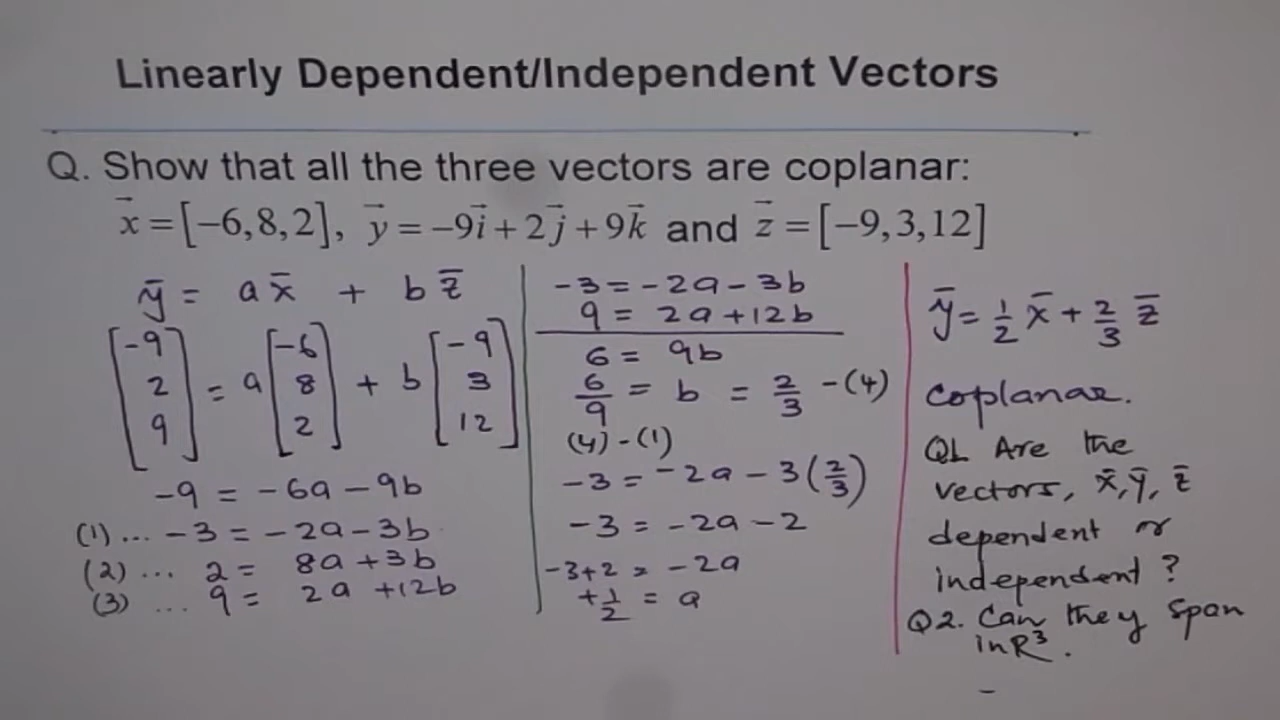 Linearly Dependent/Independent Vectors
Q. Show that all the three vectors are coplanar:
x⃗ = [−6, 8, 2], y⃗ = −9i⃗ + 2j⃗ + 9k⃗ and z⃗ = [−9, 3, 12]
ȳ = a x̄ + b z̄
[−9 2 9] = a [−6 8 2] + b [−9 3 12]
−9 = −6a − 9b
(1) ... −3 = −2a − 3b
(2) ... 2 = 8a + 3b
(3) ... 9 = 2a + 12b
−3 = −2a − 3b
9 = 2a + 12b
6 = 9b
6/9 = b = 2/3 − (4)
(4) − (1)
−3 = −2a − 3(2/3)
−3 = −2a − 2
−3+2 = −2a
+1/2 = a
ȳ = 1/2 x̄ + 2/3 z̄
Coplanar.
Q1. Are the
vectors, x̄, ȳ, z̄
dependent or
independent ?
Q2. Can they span
in R³.